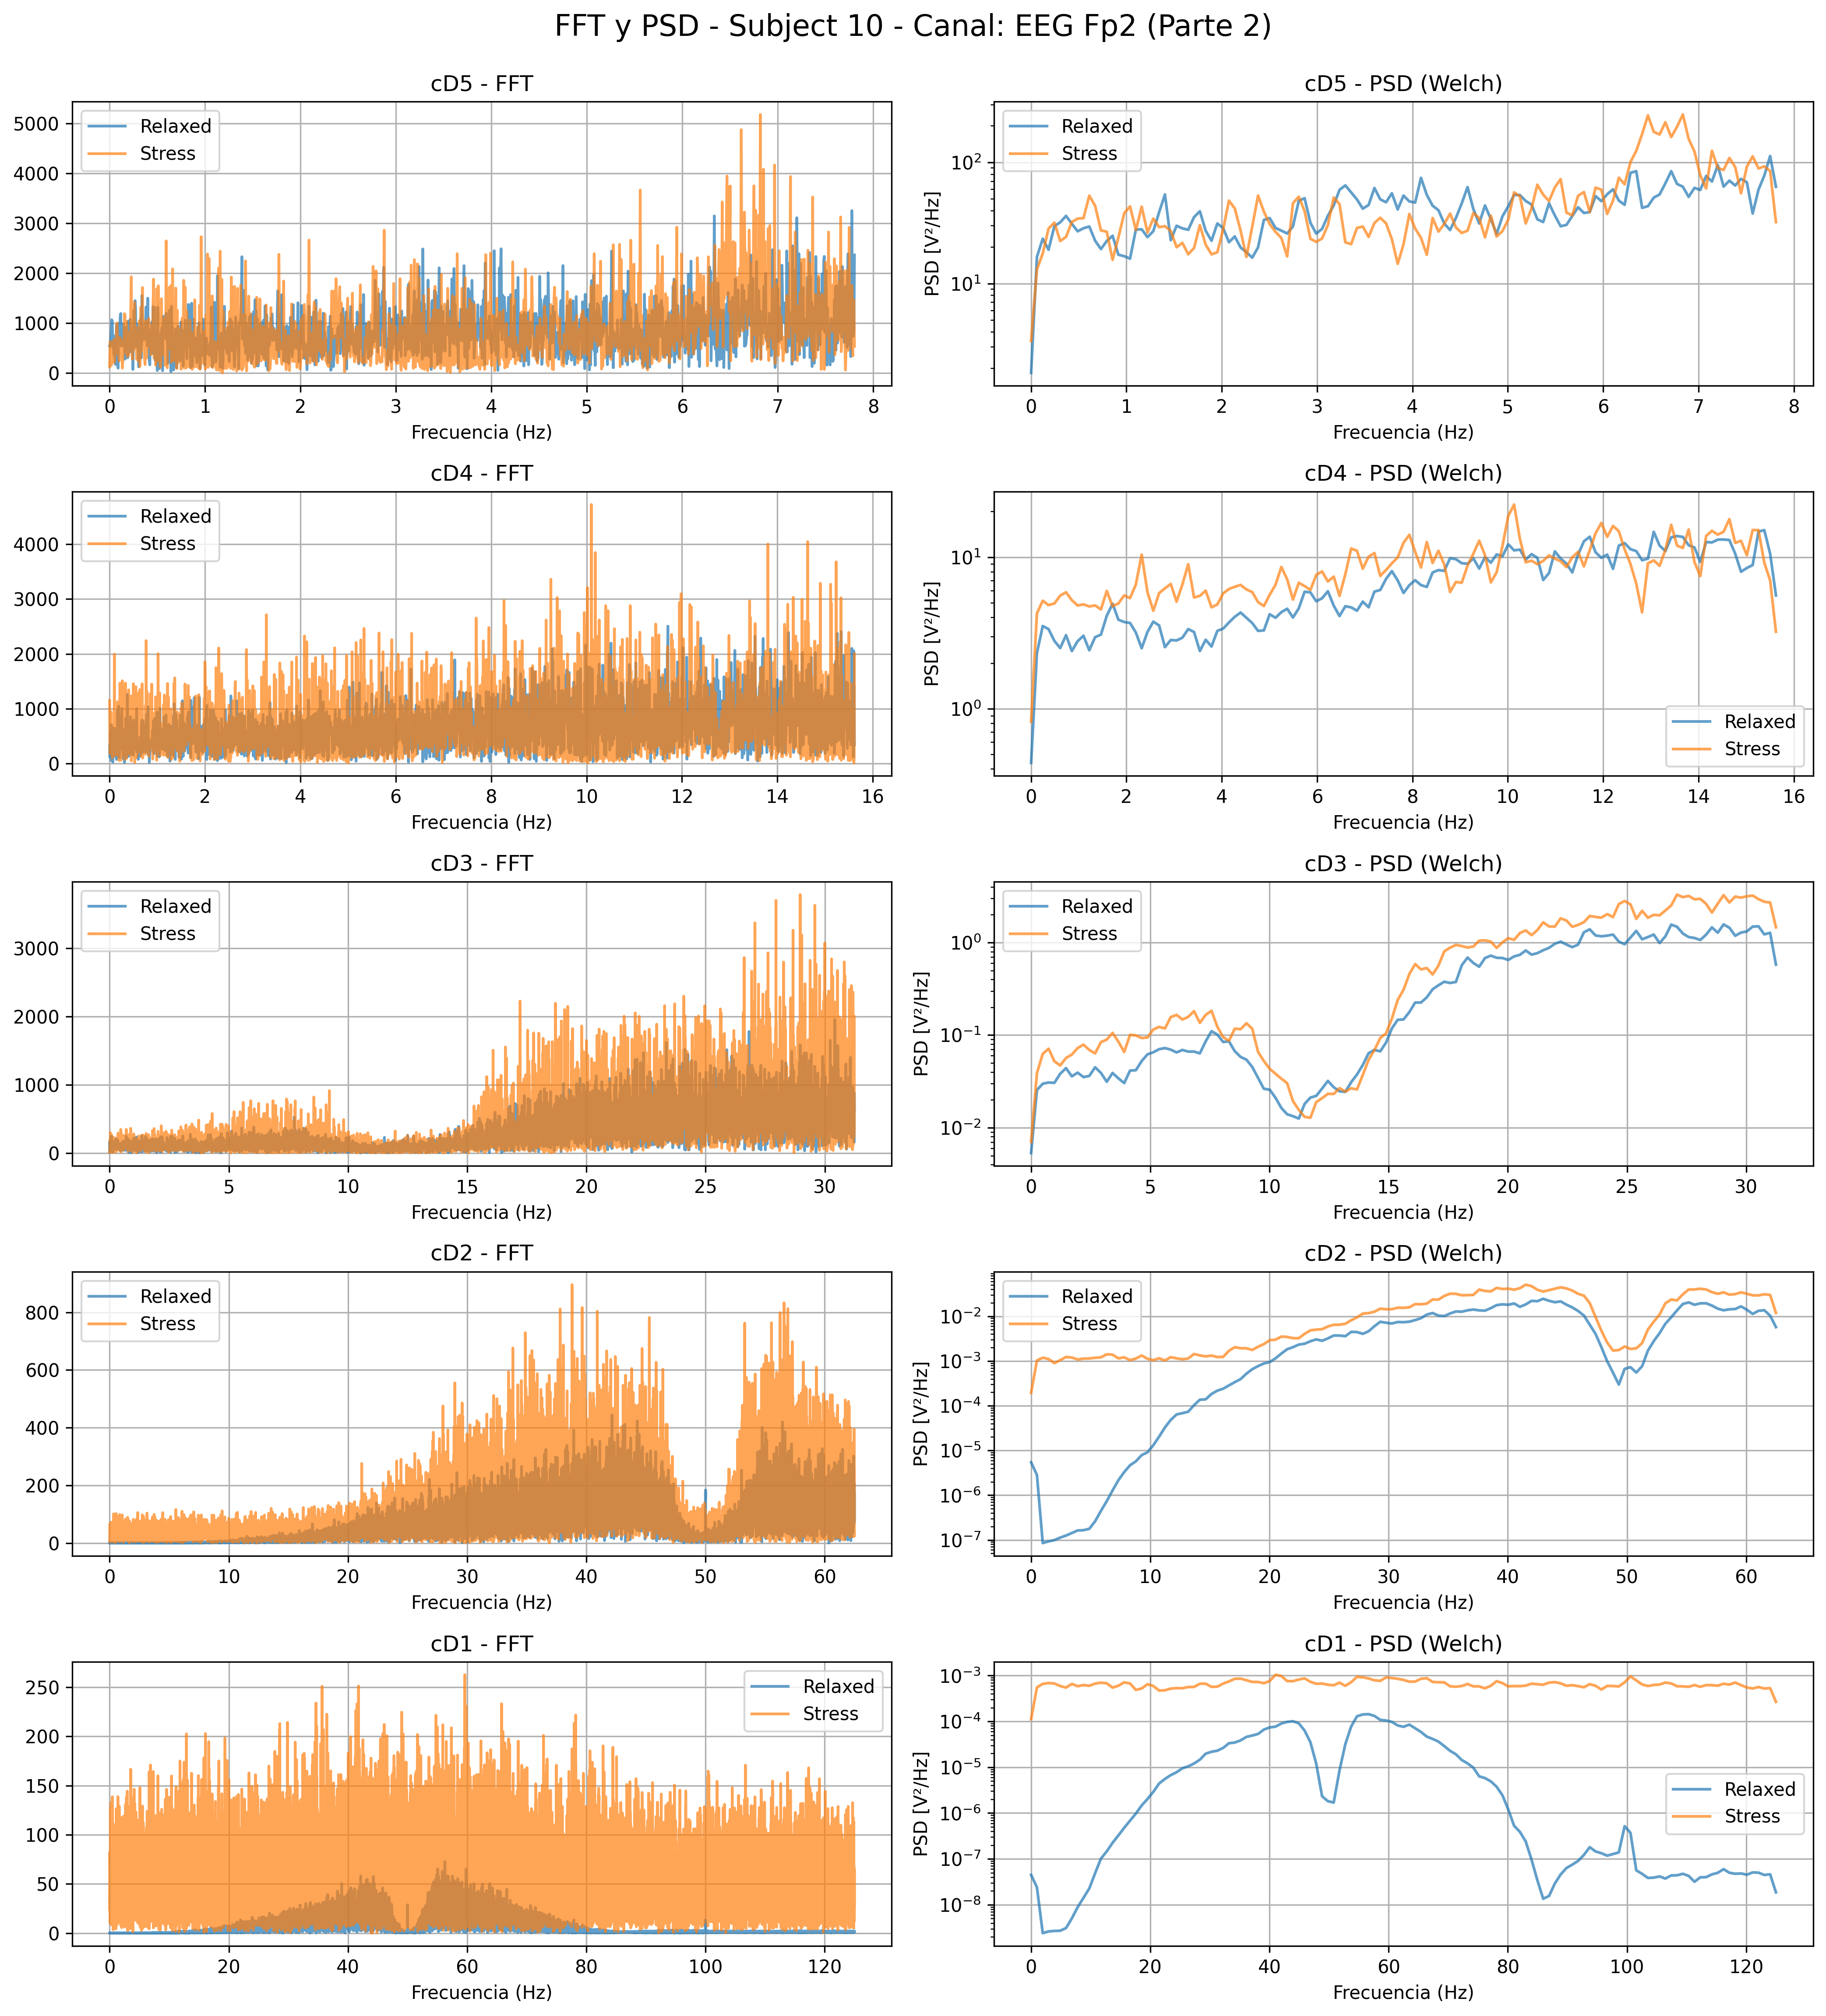 FFT y PSD - Subject 10 - Canal: EEG Fp2 (Parte 2)
cD5 - FFT
Relaxed
Stress
5000
4000
3000
2000
1000
0
0 1 2 3 4 5 6 7 8
Frecuencia (Hz)
cD5 - PSD (Welch)
Relaxed
Stress
PSD [V²/Hz]
10²
10¹
0 1 2 3 4 5 6 7 8
Frecuencia (Hz)
cD4 - FFT
Relaxed
Stress
4000
3000
2000
1000
0
0 2 4 6 8 10 12 14 16
Frecuencia (Hz)
cD4 - PSD (Welch)
PSD [V²/Hz]
10¹
10⁰
Relaxed
Stress
0 2 4 6 8 10 12 14 16
Frecuencia (Hz)
cD3 - FFT
Relaxed
Stress
3000
2000
1000
0
0 5 10 15 20 25 30
Frecuencia (Hz)
cD3 - PSD (Welch)
Relaxed
Stress
PSD [V²/Hz]
10⁰
10⁻¹
10⁻²
0 5 10 15 20 25 30
Frecuencia (Hz)
cD2 - FFT
Relaxed
Stress
800
600
400
200
0
0 10 20 30 40 50 60
Frecuencia (Hz)
cD2 - PSD (Welch)
Relaxed
Stress
PSD [V²/Hz]
10⁻²
10⁻³
10⁻⁴
10⁻⁵
10⁻⁶
10⁻⁷
0 10 20 30 40 50 60
Frecuencia (Hz)
cD1 - FFT
Relaxed
Stress
250
200
150
100
50
0
0 20 40 60 80 100 120
Frecuencia (Hz)
cD1 - PSD (Welch)
PSD [V²/Hz]
10⁻³
10⁻⁴
10⁻⁵
10⁻⁶
10⁻⁷
10⁻⁸
Relaxed
Stress
0 20 40 60 80 100 120
Frecuencia (Hz)